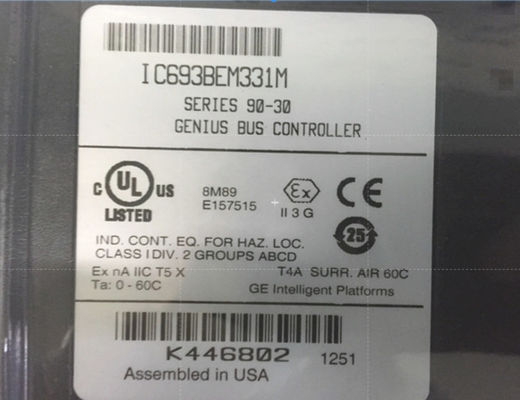 IC693BEM331M
SERIES 90-30
GENIUS BUS CONTROLLER
C UL US
LISTED
8M89
E157515
Ex
II 3 G
CE
25
IND. CONT. EQ. FOR HAZ. LOC.
CLASS I DIV. 2 GROUPS ABCD
Ex nA IIC T5 X
T4A SURR. AIR 60C
Ta: 0 - 60C
GE Intelligent Platforms
K446802 1251
Assembled in USA